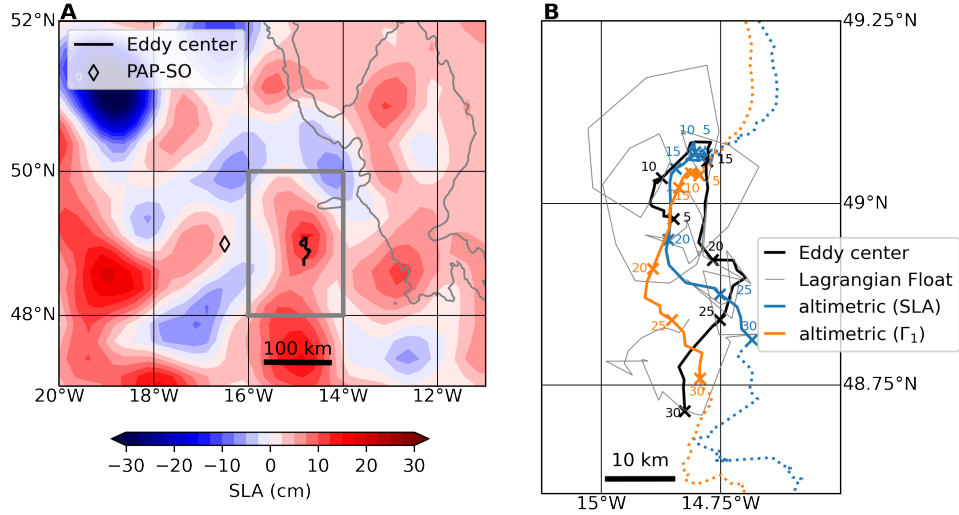 A
52°N
50°N
48°N
20°W
18°W
16°W
14°W
12°W
Eddy center
PAP-SO
100 km
−30
−20
−10
0
10
20
30
SLA (cm)
B
49.25°N
49°N
48.75°N
15°W
14.75°W
10 5
15
15
10
5
10
15
5
20
20
20
25
25
25
30
30
30
Eddy center
Lagrangian Float
altimetric (SLA)
altimetric (Γ₁)
10 km